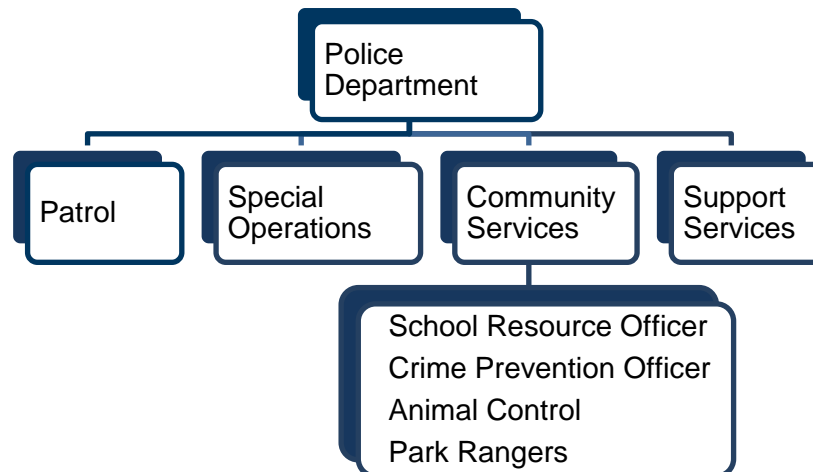 Police
Department
Patrol
Special
Operations
Community
Services
Support
Services
School Resource Officer
Crime Prevention Officer
Animal Control
Park Rangers